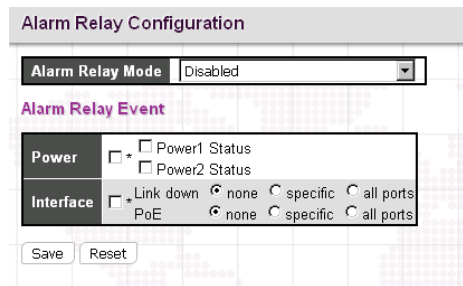 Alarm Relay Configuration
Alarm Relay Mode Disabled
Alarm Relay Event
Power * Power1 Status
Power2 Status
Interface * Link down none specific all ports
PoE none specific all ports
Save Reset